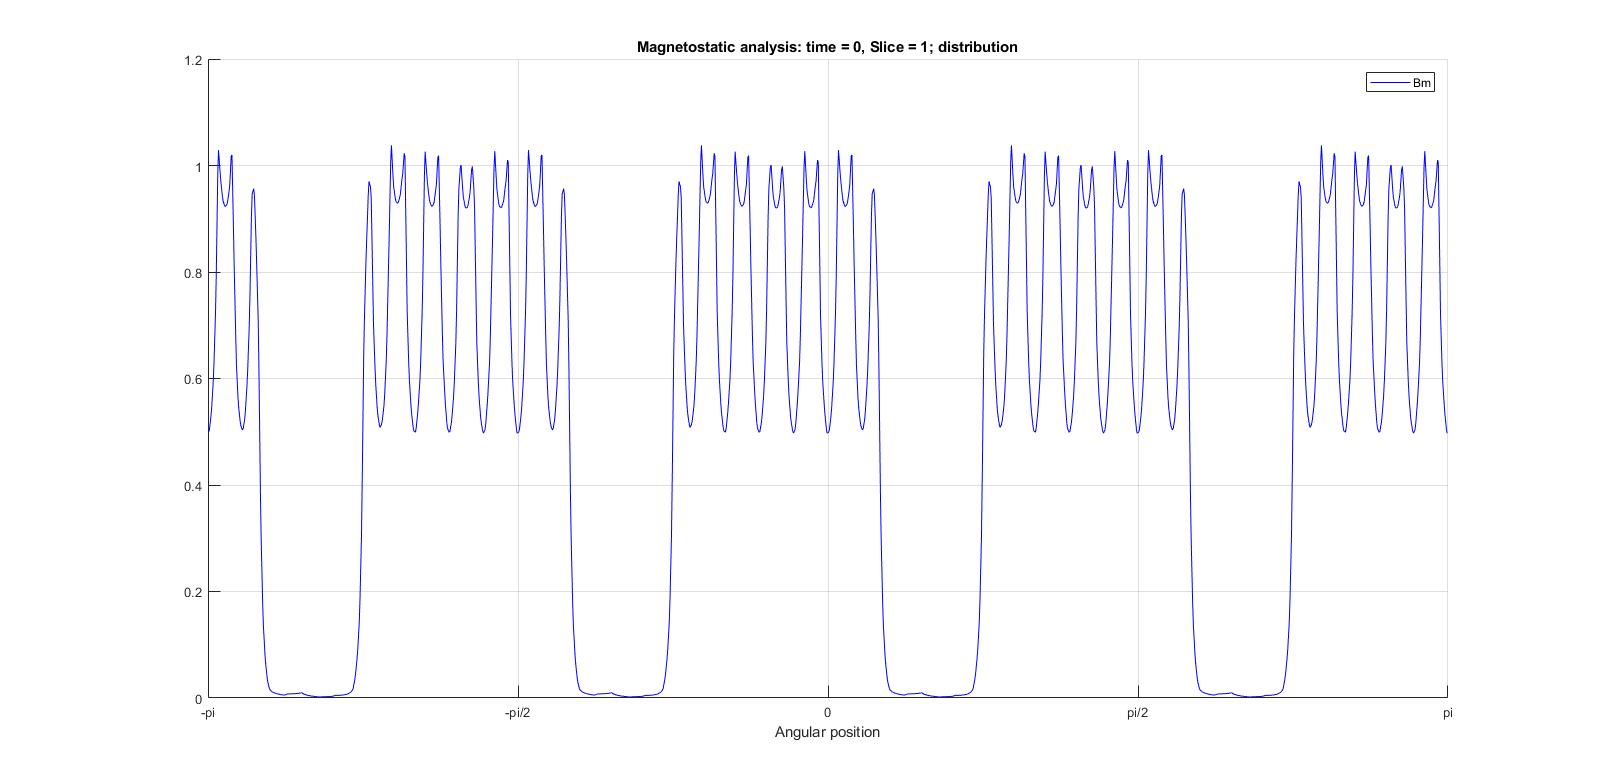 Magnetostatic analysis: time = 0, Slice = 1; distribution
1.2
Bm
1
0.8
0.6
0.4
0.2
0
-pi
-pi/2
0
pi/2
pi
Angular position